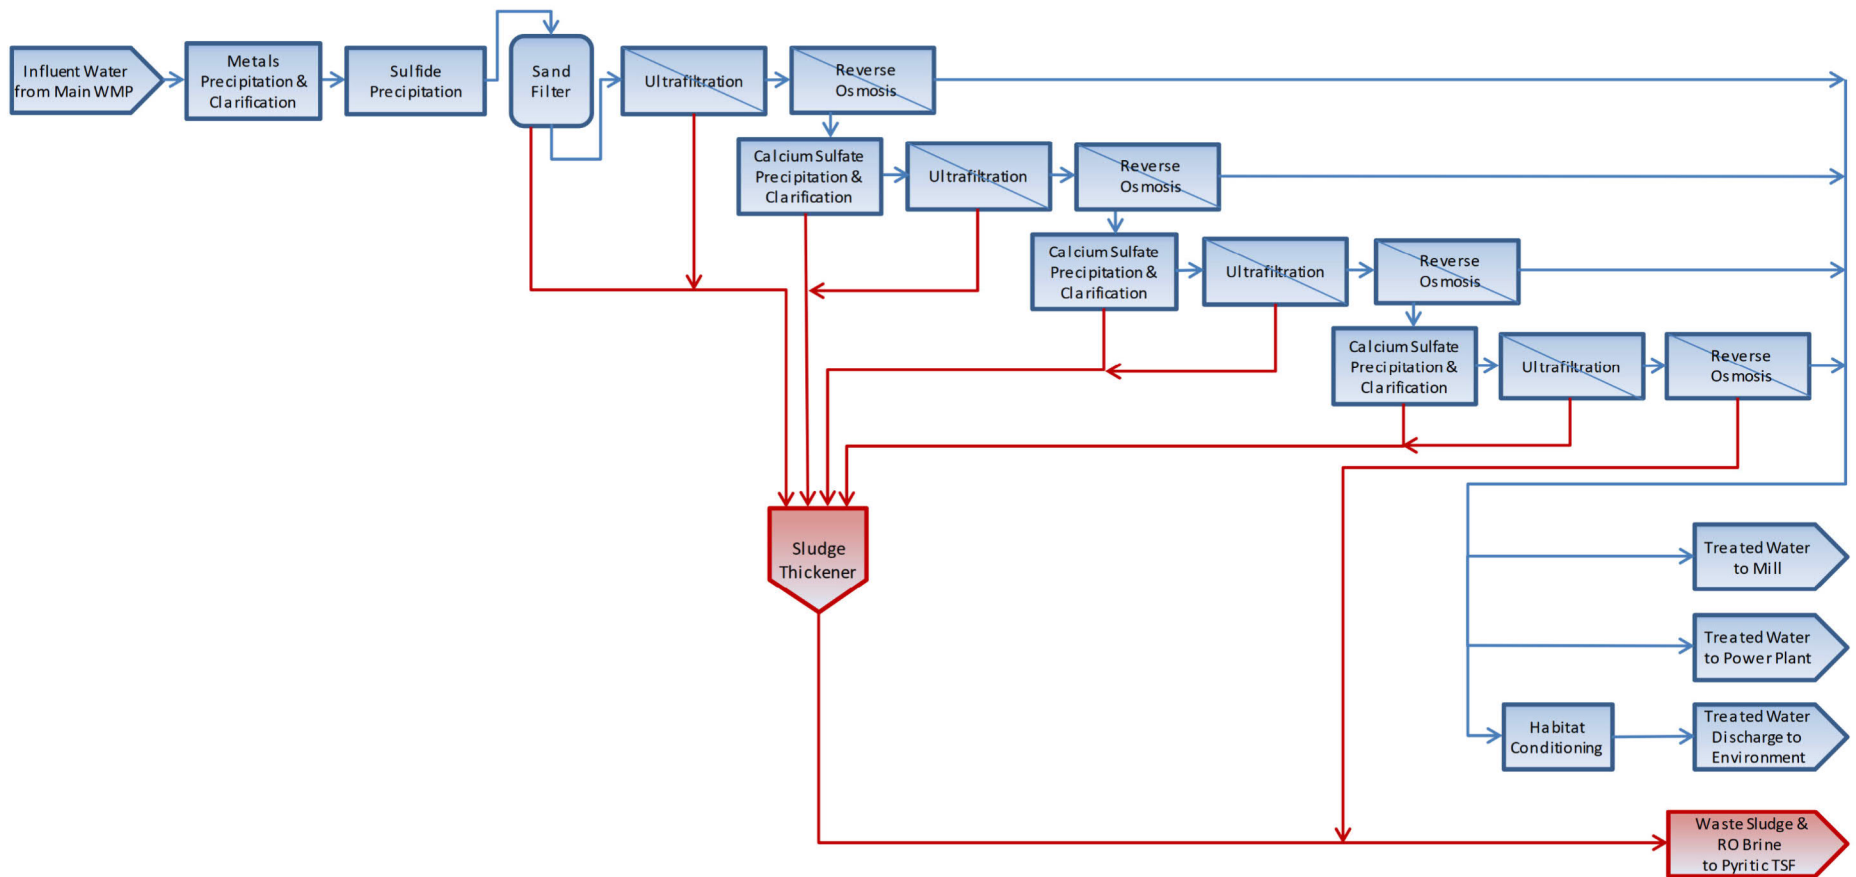 Influent Water
from Main WMP
Metals
Precipitation &
Clarification
Sulfide
Precipitation
Sand
Filter
Ultrafiltration
Reverse
Osmosis
Calcium Sulfate
Precipitation &
Clarification
Ultrafiltration
Reverse
Osmosis
Calcium Sulfate
Precipitation &
Clarification
Ultrafiltration
Reverse
Osmosis
Calcium Sulfate
Precipitation &
Clarification
Ultrafiltration
Reverse
Osmosis
Sludge
Thickener
Treated Water
to Mill
Treated Water
to Power Plant
Habitat
Conditioning
Treated Water
Discharge to
Environment
Waste Sludge &
RO Brine
to Pyritic TSF